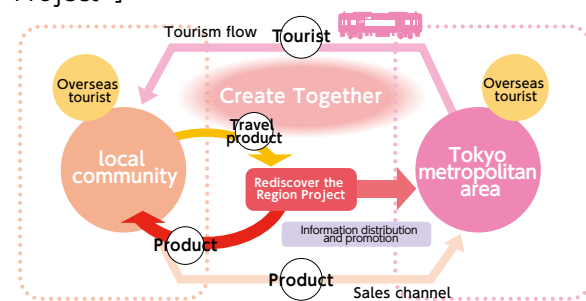 Project"]
Tourism flow
Tourist
Overseas
tourist
Overseas
tourist
Create Together
Travel
product
local
community
Tokyo
metropolitan
area
Rediscover the
Region Project
Information distribution
and promotion
Product
Product
Sales channel